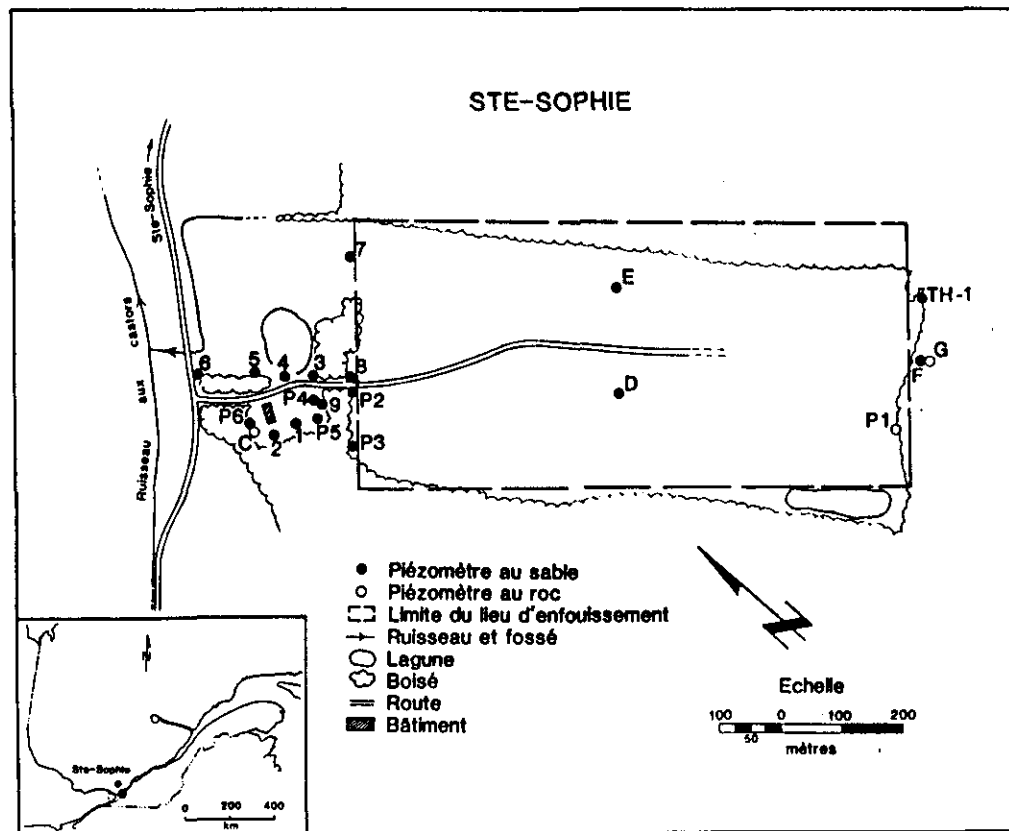 STE-SOPHIE
Ste-Sophie
Ruisseau aux castors
7
E
TH-1
6
5
4
3
8
G
F
P4
9
P2
D
P6
C
2
1
P5
P3
P1
Piézomètre au sable
Piézomètre au roc
Limite du lieu d'enfouissement
Ruisseau et fossé
Lagune
Boisé
Route
Bâtiment
Echelle
100 0 100 200
50
mètres
N
Ste-Sophie
0 200 400
km